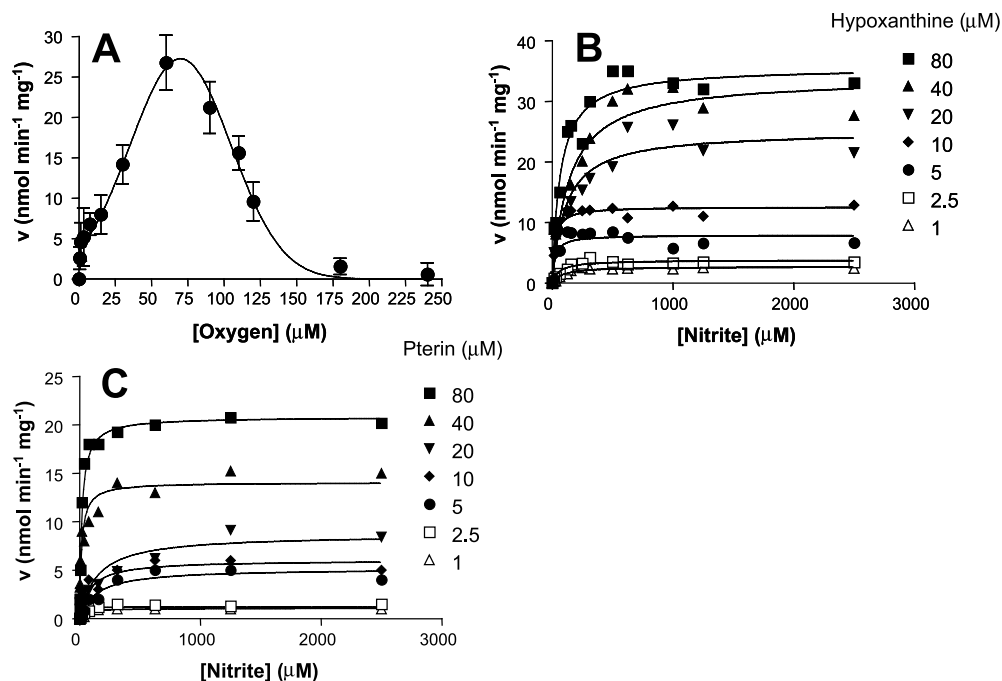 A
30
25
20
15
10
5
0
v (nmol min-1 mg-1)
0 25 50 75 100 125 150 175 200 225 250
[Oxygen] (μM)
Hypoxanthine (μM)
B
40
30
20
10
0
v (nmol min-1 mg-1)
0 1000 2000 3000
[Nitrite] (μM)
80
40
20
10
5
2.5
1
Pterin (μM)
C
25
20
15
10
5
0
v (nmol min-1 mg-1)
0 1000 2000 3000
[Nitrite] (μM)
80
40
20
10
5
2.5
1